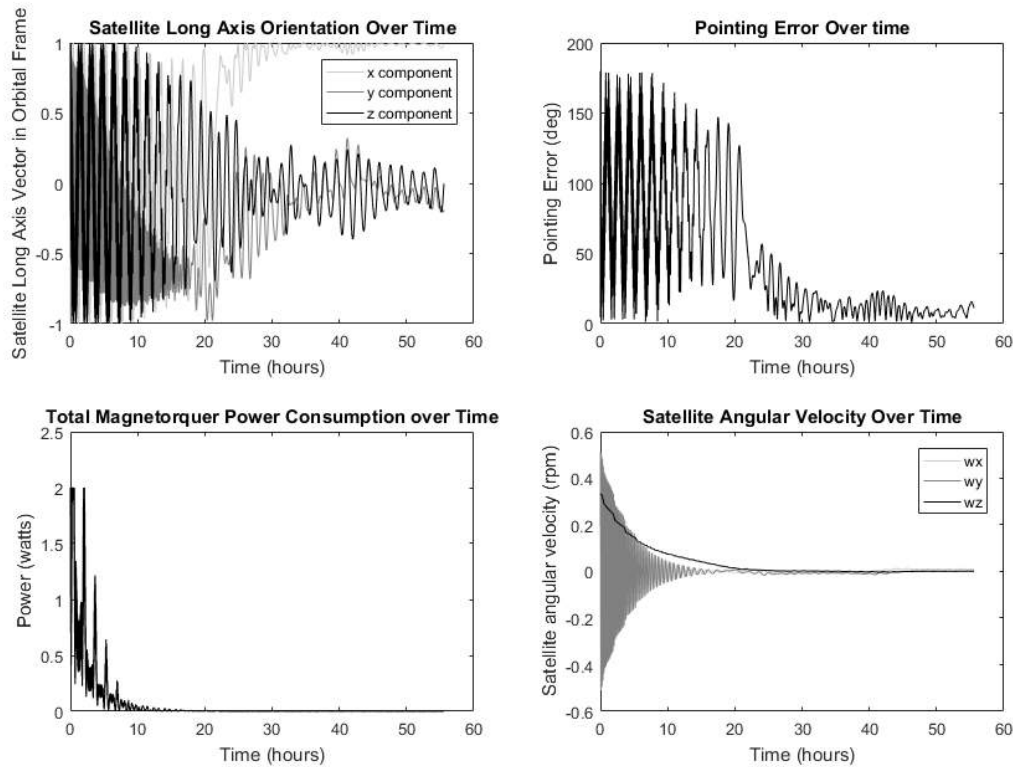 Satellite Long Axis Orientation Over Time
Satellite Long Axis Vector in Orbital Frame
1
0.5
0
-0.5
-1
x component
y component
z component
0 10 20 30 40 50 60
Time (hours)
Pointing Error Over time
Pointing Error (deg)
200
150
100
50
0
0 10 20 30 40 50 60
Time (hours)
Total Magnetorquer Power Consumption over Time
Power (watts)
2.5
2
1.5
1
0.5
0
0 10 20 30 40 50 60
Time (hours)
Satellite Angular Velocity Over Time
Satellite angular velocity (rpm)
0.6
0.4
0.2
0
-0.2
-0.4
-0.6
wx
wy
wz
0 10 20 30 40 50 60
Time (hours)